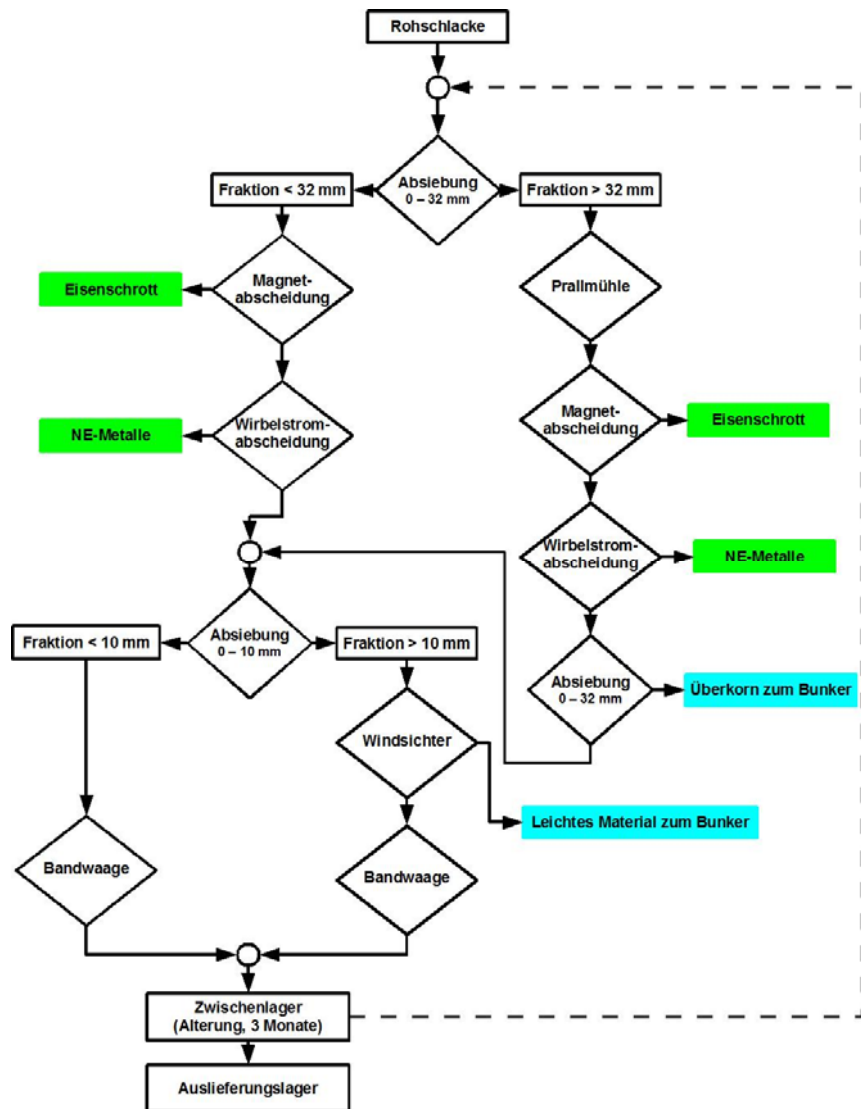 Rohschlacke
Absiebung
0 – 32 mm
Fraktion < 32 mm
Fraktion > 32 mm
Magnet-
abscheidung
Eisenschrott
Prallmühle
Wirbelstrom-
abscheidung
NE-Metalle
Magnet-
abscheidung
Eisenschrott
Wirbelstrom-
abscheidung
NE-Metalle
Absiebung
0 – 10 mm
Fraktion < 10 mm
Fraktion > 10 mm
Absiebung
0 – 32 mm
Überkorn zum Bunker
Windsichter
Leichtes Material zum Bunker
Bandwaage
Bandwaage
Zwischenlager
(Alterung, 3 Monate)
Auslieferungslager